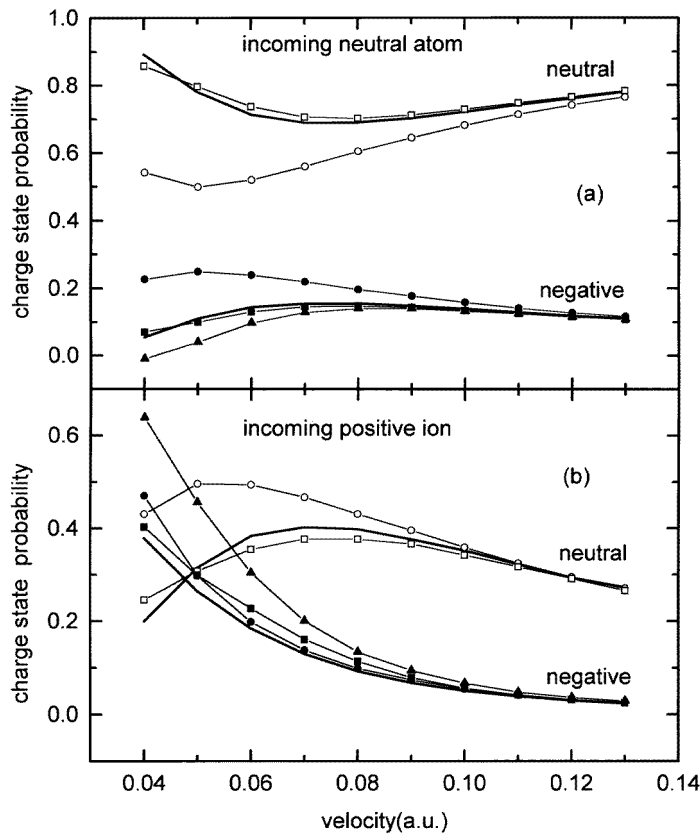 1.0
incoming neutral atom
neutral
0.8
0.6
(a)
0.4
negative
0.2
0.0
charge state probability
incoming positive ion
0.6
(b)
0.4
neutral
0.2
negative
0.0
charge state probability
0.04 0.06 0.08 0.10 0.12 0.14
velocity(a.u.)